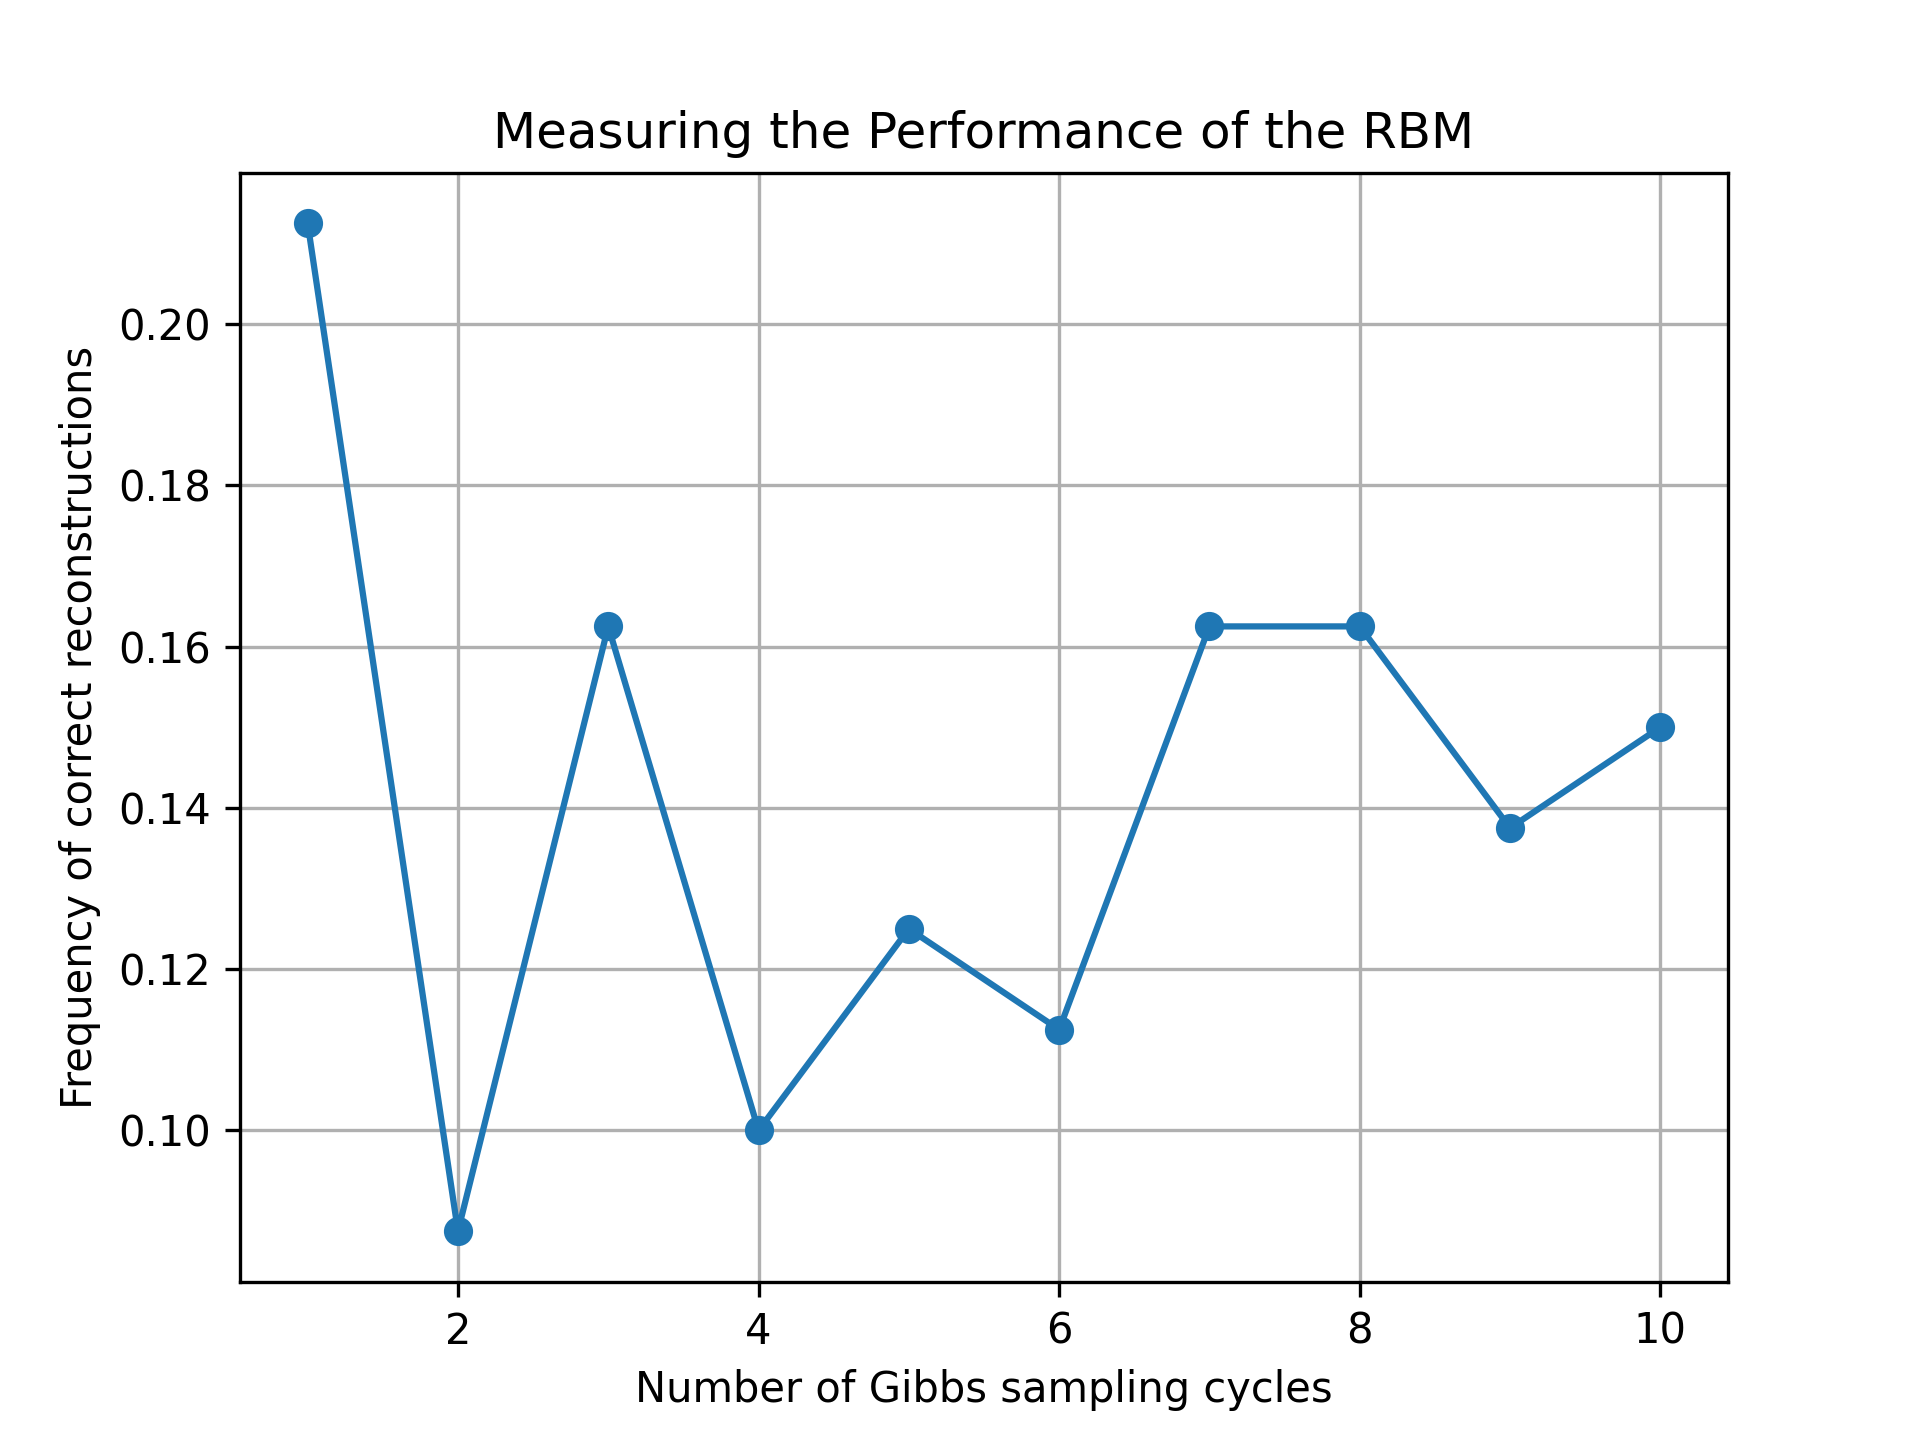 Measuring the Performance of the RBM
Frequency of correct reconstructions
0.20
0.18
0.16
0.14
0.12
0.10
2 4 6 8 10
Number of Gibbs sampling cycles